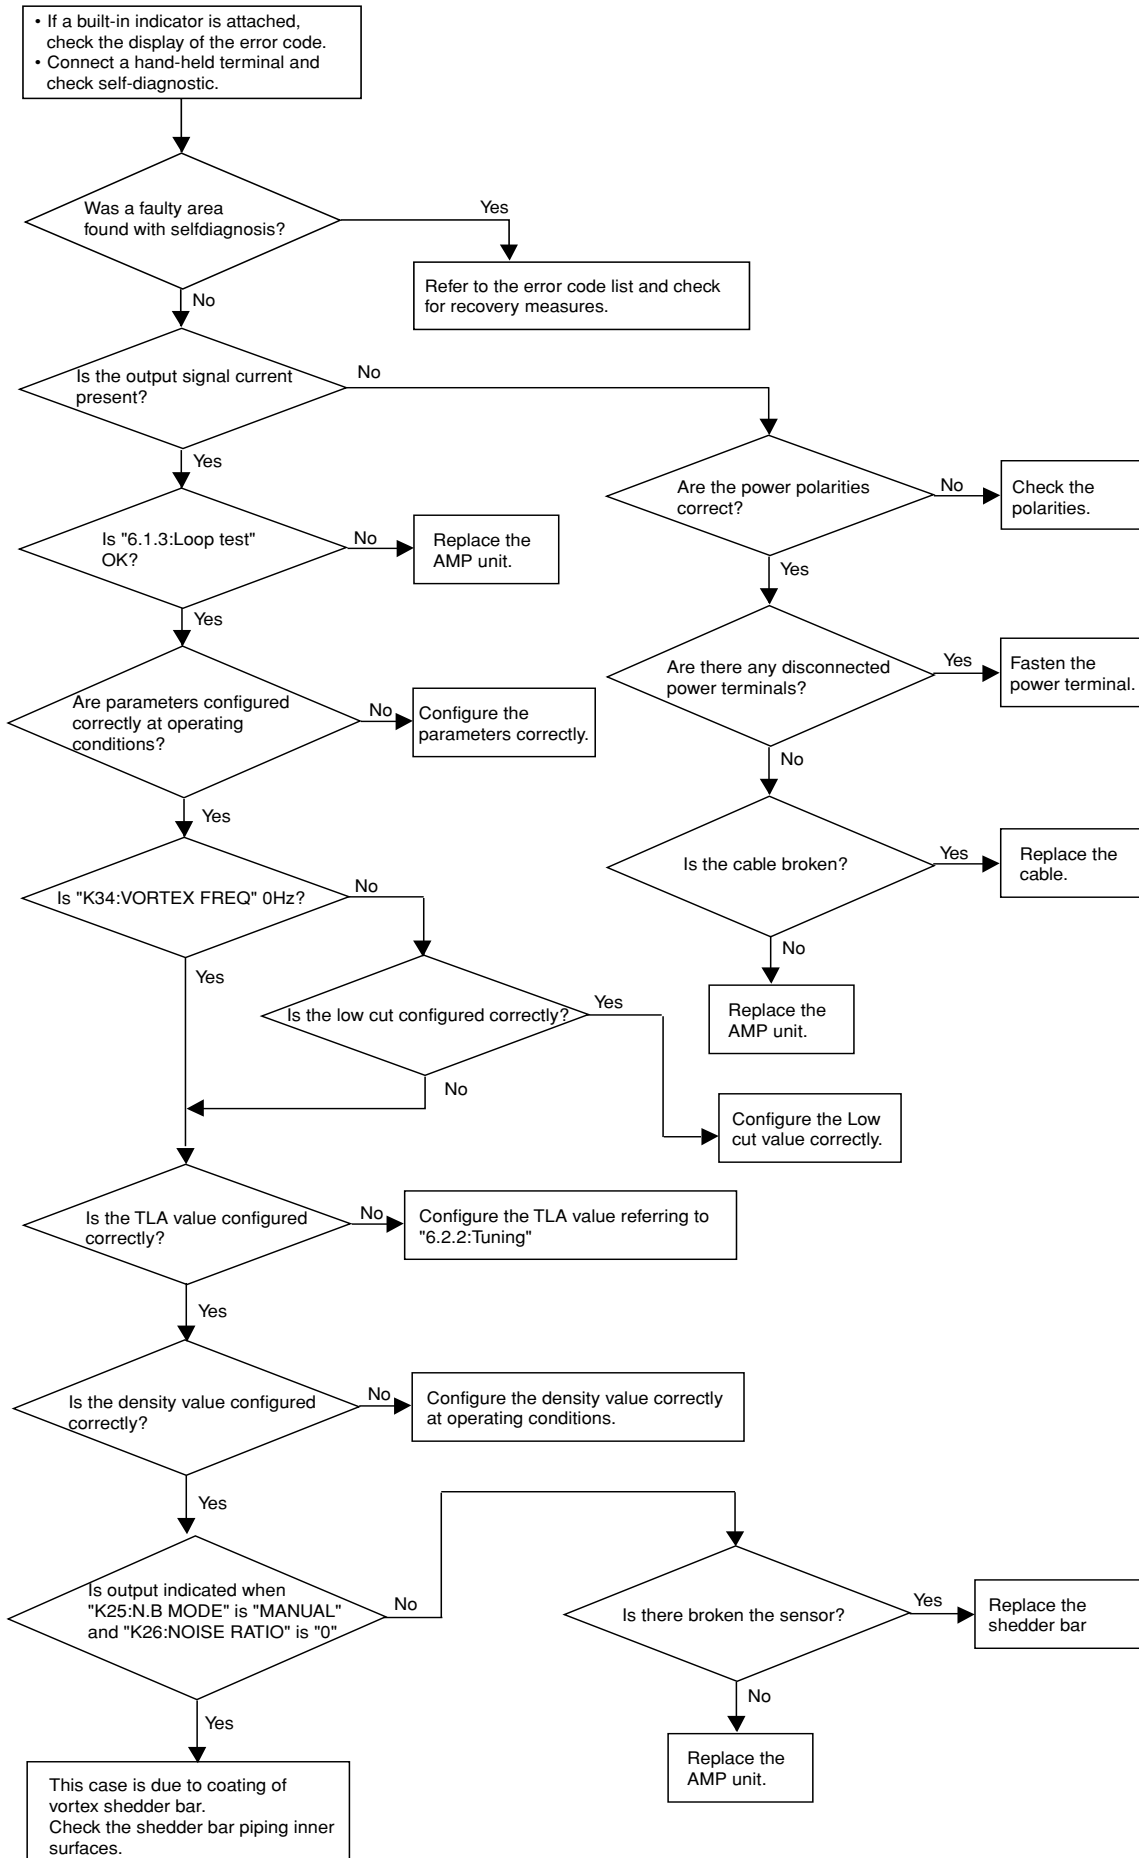 • If a built-in indicator is attached,
check the display of the error code.
• Connect a hand-held terminal and
check self-diagnostic.
Was a faulty area
found with selfdiagnosis?
Yes
Refer to the error code list and check
for recovery measures.
No
Is the output signal current
present?
No
Are the power polarities
correct?
No
Check the
polarities.
Yes
Yes
Is "6.1.3:Loop test"
OK?
No
Replace the
AMP unit.
Are there any disconnected
power terminals?
Yes
Fasten the
power terminal.
Yes
Are parameters configured
correctly at operating
conditions?
No
Configure the
parameters correctly.
No
Is the cable broken?
Yes
Replace the
cable.
No
Replace the
AMP unit.
Yes
Is "K34:VORTEX FREQ" 0Hz?
No
Yes
Is the low cut configured correctly?
Yes
No
Configure the Low
cut value correctly.
Is the TLA value configured
correctly?
No
Configure the TLA value referring to
"6.2.2:Tuning"
Yes
Is the density value configured
correctly?
No
Configure the density value correctly
at operating conditions.
Yes
Is output indicated when
"K25:N.B MODE" is "MANUAL"
and "K26:NOISE RATIO" is "0"
No
Is there broken the sensor?
Yes
Replace the
shedder bar
No
Replace the
AMP unit.
Yes
This case is due to coating of
vortex shedder bar.
Check the shedder bar piping inner
surfaces.